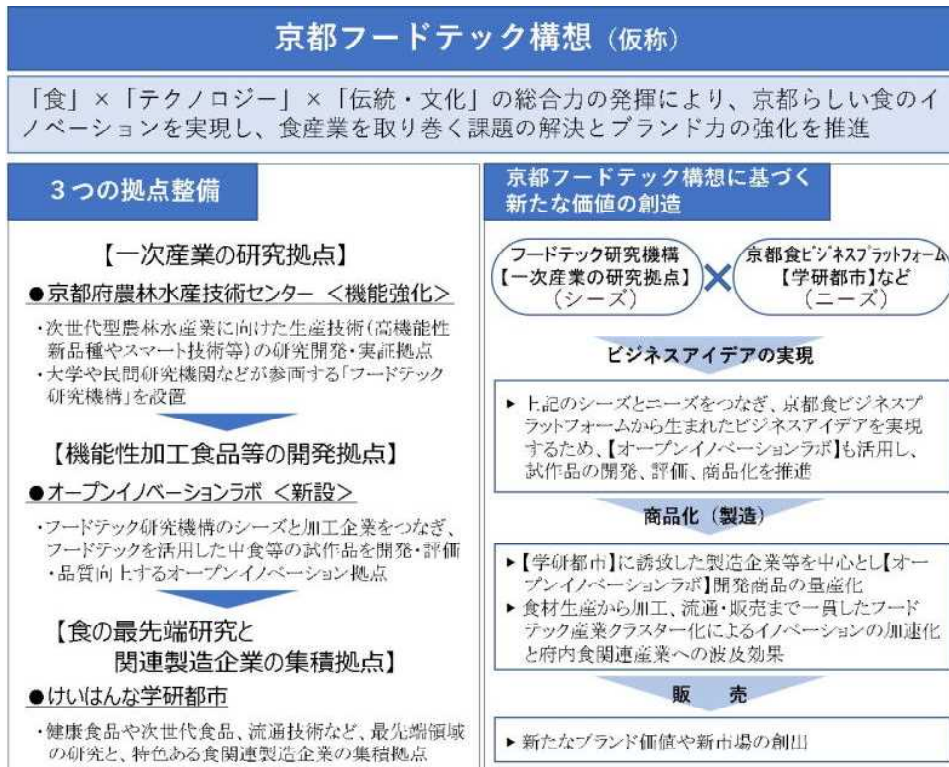 京都フードテック構想（仮称）
「食」×「テクノロジー」×「伝統・文化」の総合力の発揮により、京都らしい食のイ
ノベーションを実現し、食産業を取り巻く課題の解決とブランド力の強化を推進
３つの拠点整備
【一次産業の研究拠点】
●京都府農林水産技術センター ＜機能強化＞
・次世代型農林水産業に向けた生産技術（高機能性
新品種やスマート技術等）の研究開発・実証拠点
・大学や民間研究機関などが参画する「フードテック
研究機構」を設置
【機能性加工食品等の開発拠点】
●オープンイノベーションラボ ＜新設＞
・フードテック研究機構のシーズと加工企業をつなぎ、
フードテックを活用した中食等の試作品を開発・評価
・品質向上するオープンイノベーション拠点
【食の最先端研究と
関連製造企業の集積拠点】
●けいはんな学研都市
・健康食品や次世代食品、流通技術など、最先端領域
の研究と、特色ある食関連製造企業の集積拠点
京都フードテック構想に基づく
新たな価値の創造
フードテック研究機構
【一次産業の研究拠点】
（シーズ）
×
京都食ビジネスプラットフォーム
【学研都市】など
（ニーズ）
ビジネスアイデアの実現
▶ 上記のシーズとニーズをつなぎ、京都食ビジネスプ
ラットフォームから生まれたビジネスアイデアを実現
するため、【オープンイノベーションラボ】も活用し、
試作品の開発、評価、商品化を推進
商品化（製造）
▶【学研都市】に誘致した製造企業等を中心とし【オー
プンイノベーションラボ】開発商品の量産化
▶ 食材生産から加工、流通・販売まで一貫したフード
テック産業クラスター化によるイノベーションの加速化
と府内食関連産業への波及効果
販 売
▶ 新たなブランド価値や新市場の創出